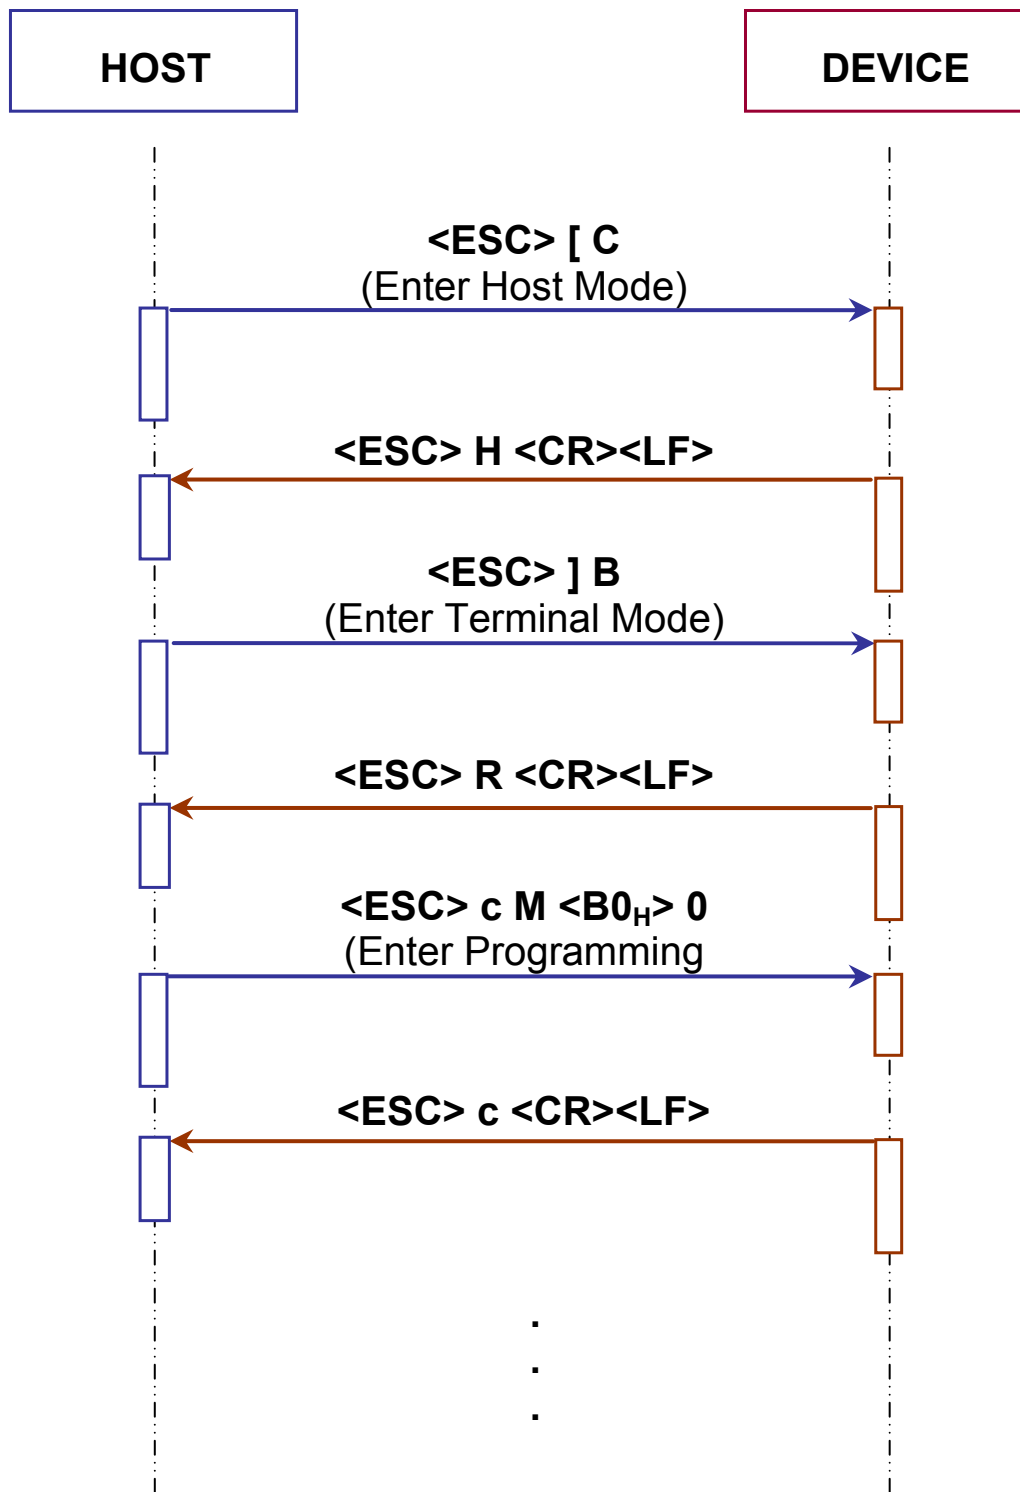 HOST
DEVICE
<ESC> [ C
(Enter Host Mode)
<ESC> H <CR><LF>
<ESC> ] B
(Enter Terminal Mode)
<ESC> R <CR><LF>
<ESC> c M <B0H> 0
(Enter Programming
<ESC> c <CR><LF>
.
.
.